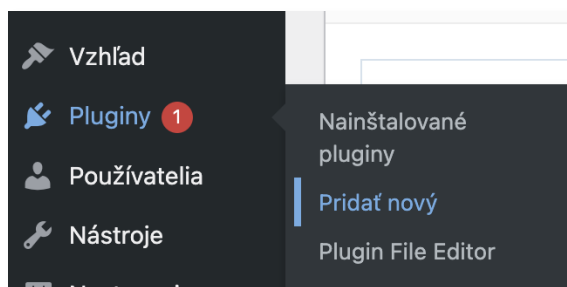 Vzhľad
Pluginy 1
Používatelia
Nástroje
Nainštalované
pluginy
Pridať nový
Plugin File Editor